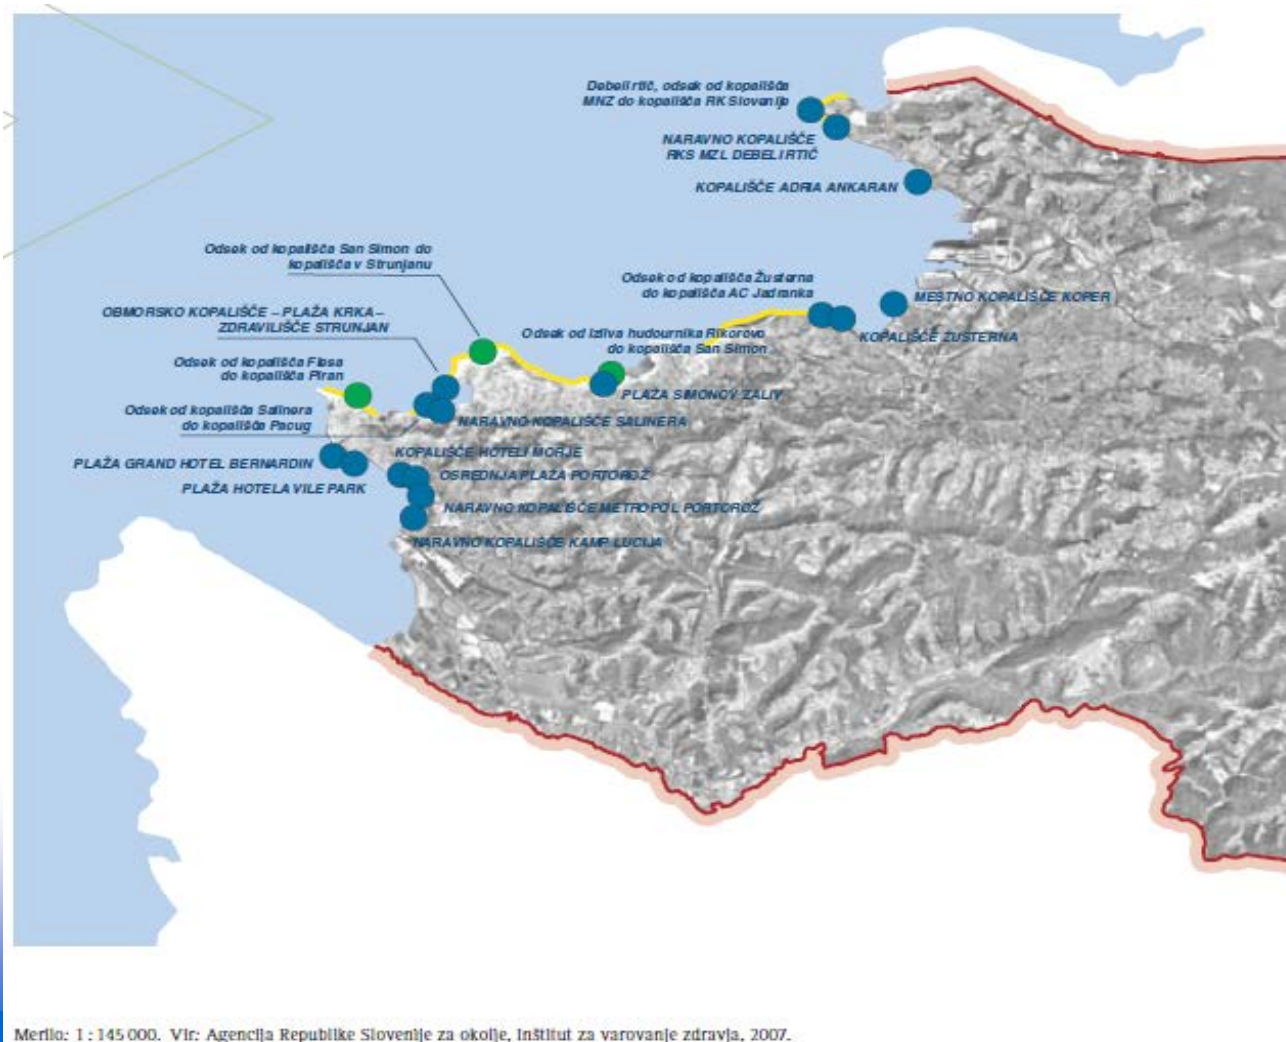 Debeli rtič, odsek od kopališča
MNZ do kopališča RK Slovenije
NARAVNO KOPALIŠČE
RKS MZL DEBELI RTIČ
KOPALIŠČE ADRIA ANKARAN
Odsek od kopališča San Simon do
kopališča v Strunjanu
Odsek od kopališča Žusterna
do kopališča AC Jadranka
MESTNO KOPALIŠČE KOPER
OBMORSKO KOPALIŠČE – PLAŽA KRKA –
ZDRAVILIŠČE STRUNJAN
Odsek od izliva hudournika Rikorovo
do kopališča San Simon
KOPALIŠČE ŽUSTERNA
Odsek od kopališča Fiesa
do kopališča Piran
PLAŽA SIMONOV ZALIV
Odsek od kopališča Salinera
do kopališča Pacug
NARAVNO KOPALIŠČE SALINERA
KOPALIŠČE HOTELI MORJE
PLAŽA GRAND HOTEL BERNARDIN
OSREDNJA PLAŽA PORTOROŽ
PLAŽA HOTELA VILE PARK
NARAVNO KOPALIŠČE METROPOL PORTOROŽ
NARAVNO KOPALIŠČE KAMP LUCIJA
Merilo: 1 : 145 000. Vir: Agencija Republike Slovenije za okolje, Inštitut za varovanje zdravja, 2007.